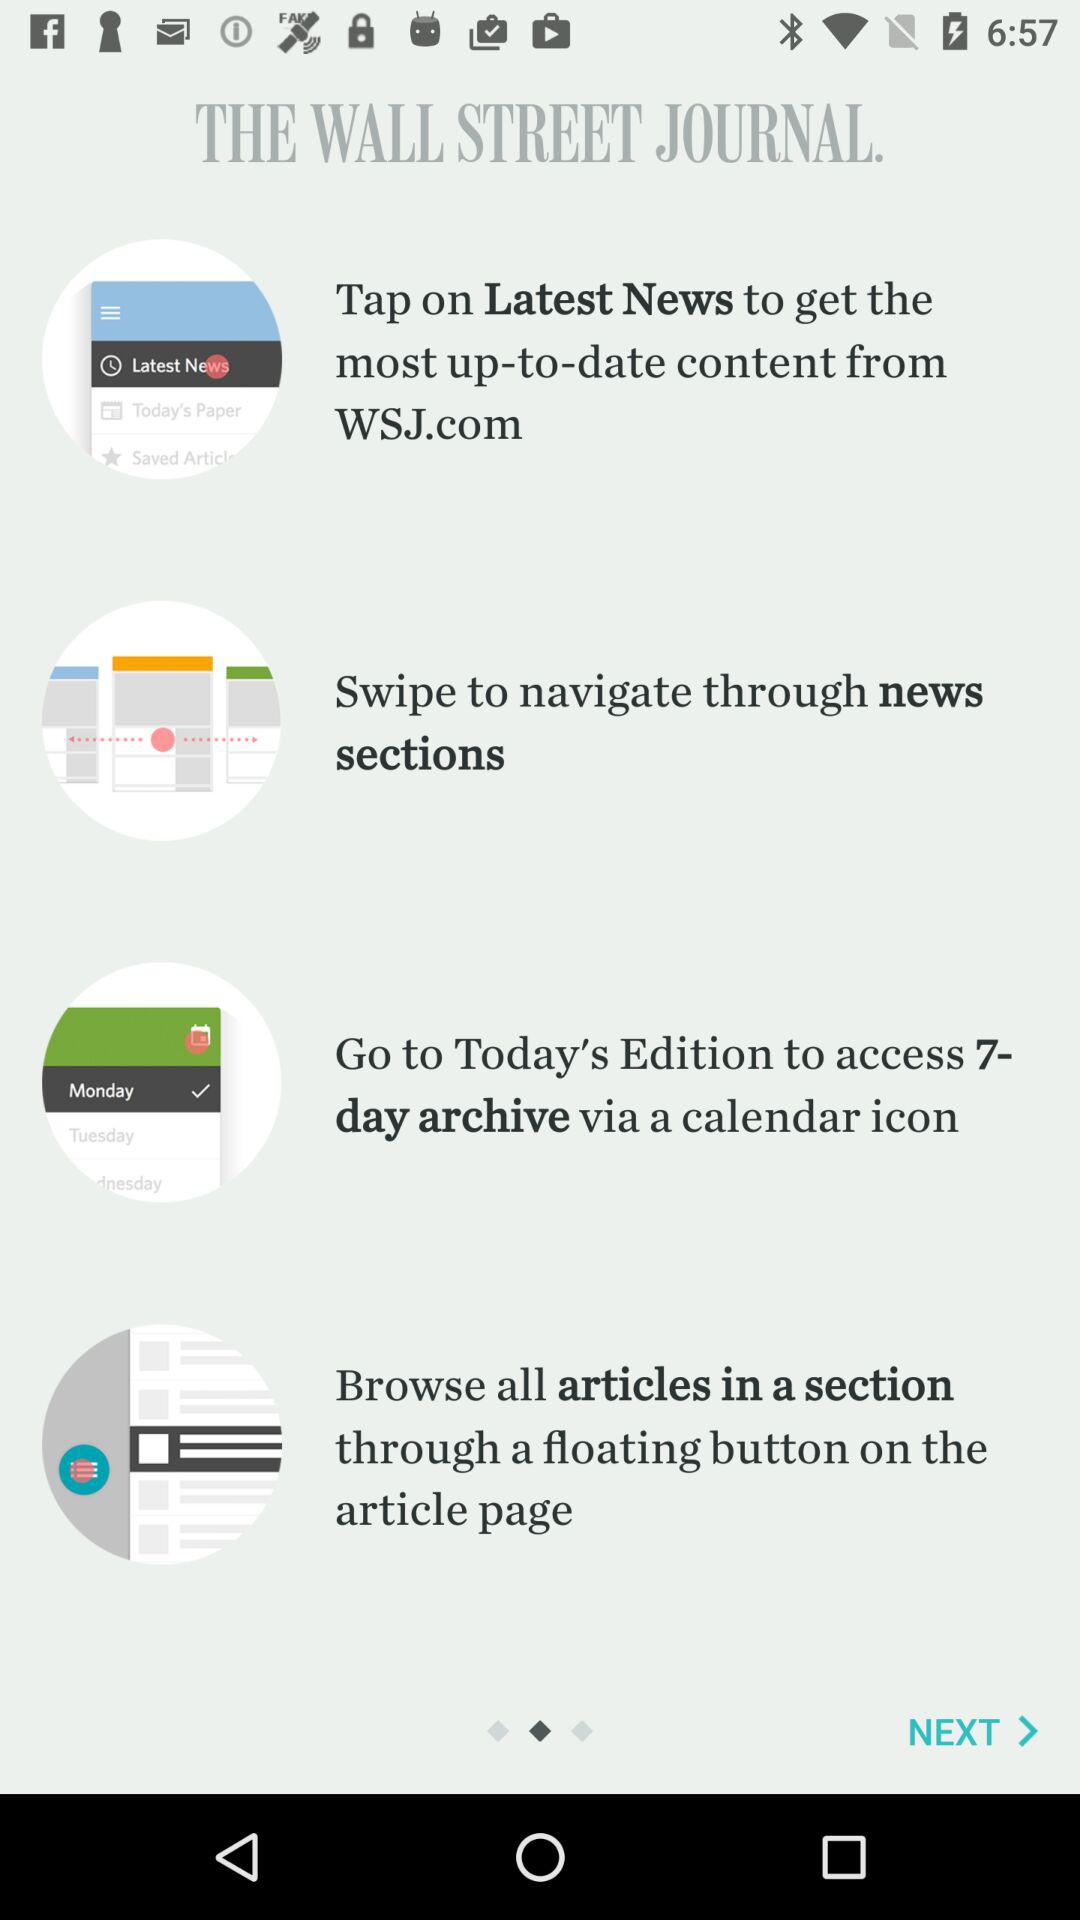 FAKE
6:57
THE WALL STREET JOURNAL.
Latest News
Today's Paper
Saved Articl
Tap on Latest News to get the
most up-to-date content from
WSJ.com
Swipe to navigate through news
sections
Monday
Tuesday
dnesday
Go to Today's Edition to access 7-
day archive via a calendar icon
Browse all articles in a section
through a floating button on the
article page
NEXT